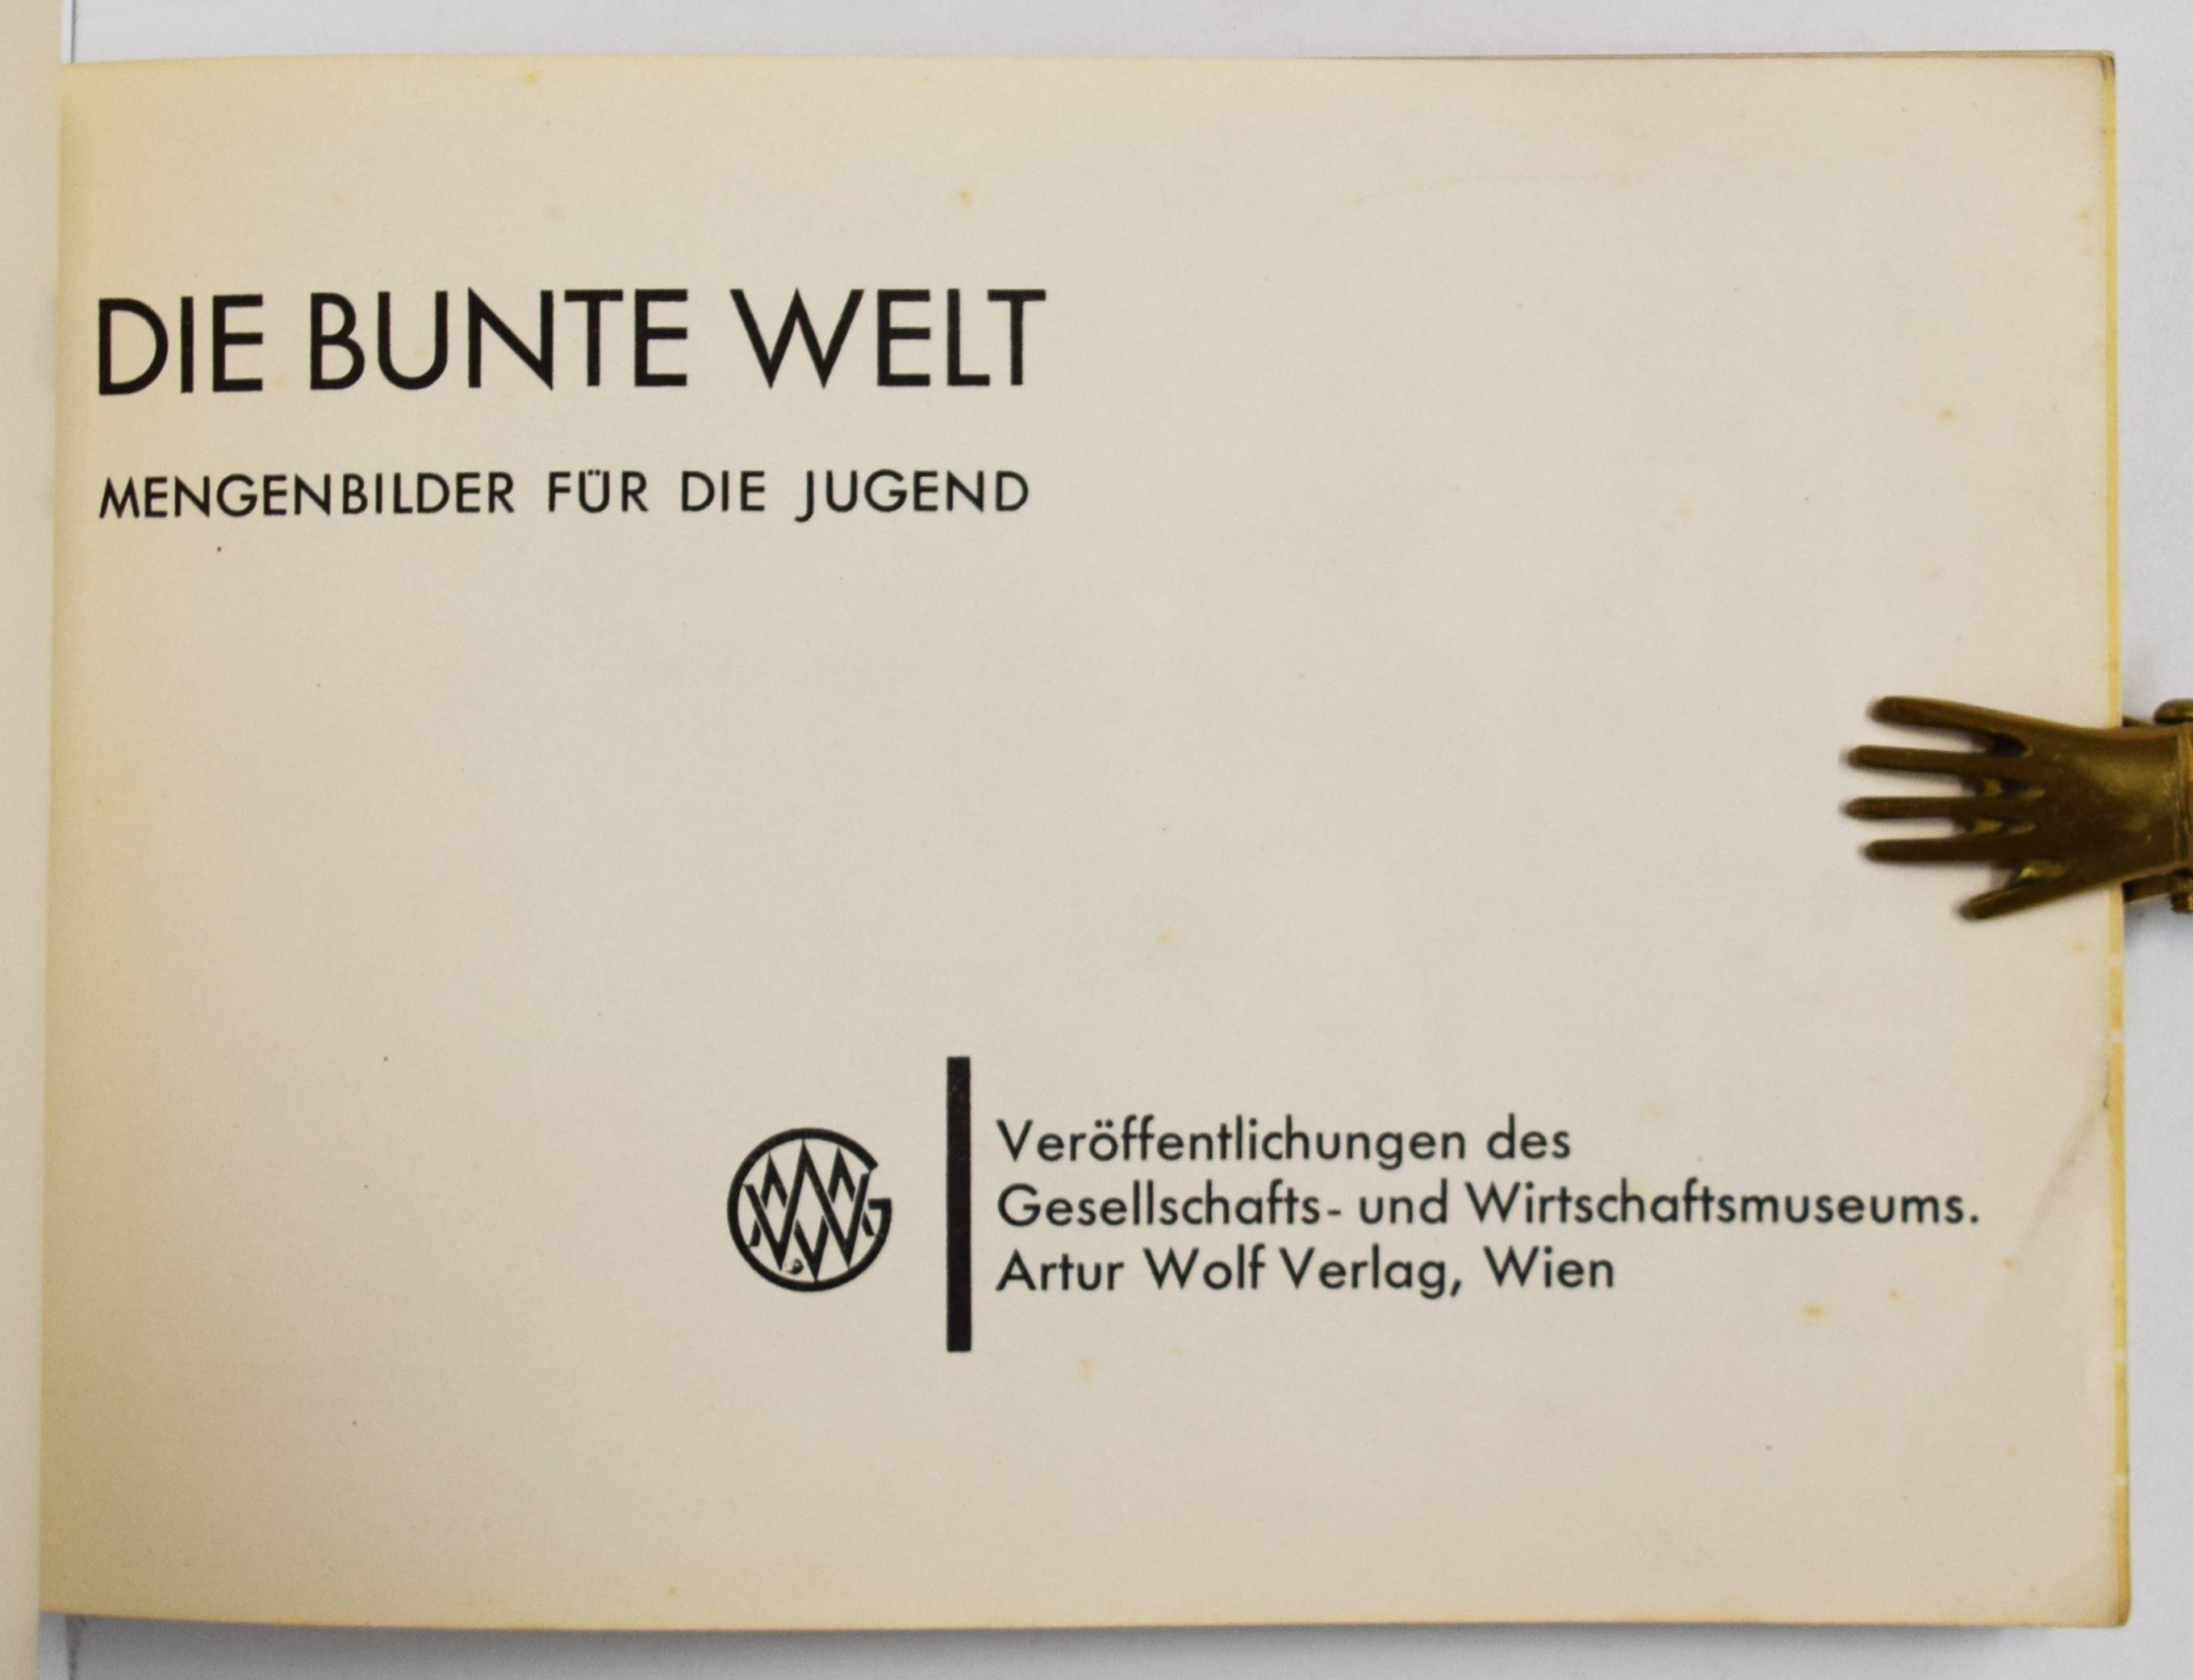 DIE BUNTE WELT
MENGENBILDER FÜR DIE JUGEND
Veröffentlichungen des
Gesellschafts- und Wirtschaftsmuseums.
Artur Wolf Verlag, Wien